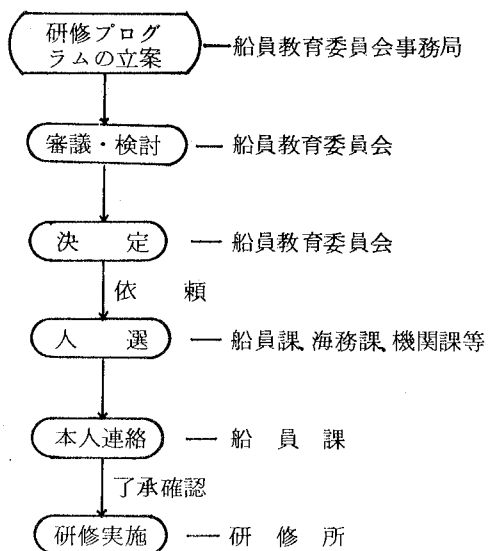 研修プログ
ラムの立案 — 船員教育委員会事務局
審議・検討 — 船員教育委員会
決定 — 船員教育委員会
依頼
人選 — 船員課、海務課、機関課等
本人連絡 — 船員課
了承確認
研修実施 — 研修所